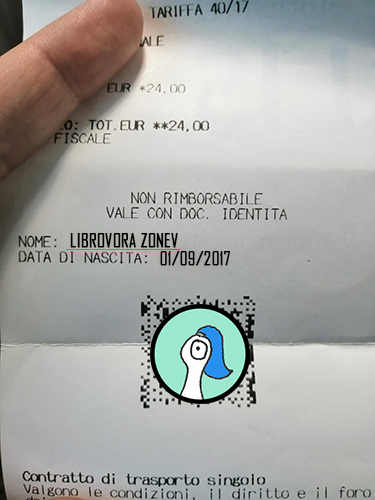 TARIFFA 40/17
ALE
EUR *24,00
O: TOT.EUR **24,00
FISCALE
NON RIMBORSABILE
VALE CON DOC. IDENTITA
NOME: LIBROVORA ZONEV
DATA DI NASCITA: 01/09/2017
Contratto di trasporto singolo
Valgono le condizioni, il diritto e il foro